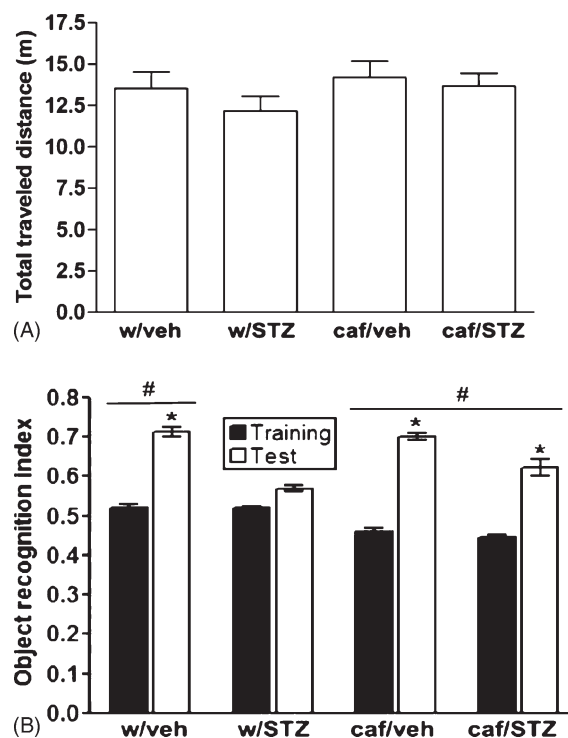 Total traveled distance (m)
17.5
15.0
12.5
10.0
7.5
5.0
2.5
0.0
w/veh w/STZ caf/veh caf/STZ
(A)
Object recognition index
0.8
0.7
0.6
0.5
0.4
0.3
0.2
0.1
0.0
# #
* * *
Training
Test
w/veh w/STZ caf/veh caf/STZ
(B)